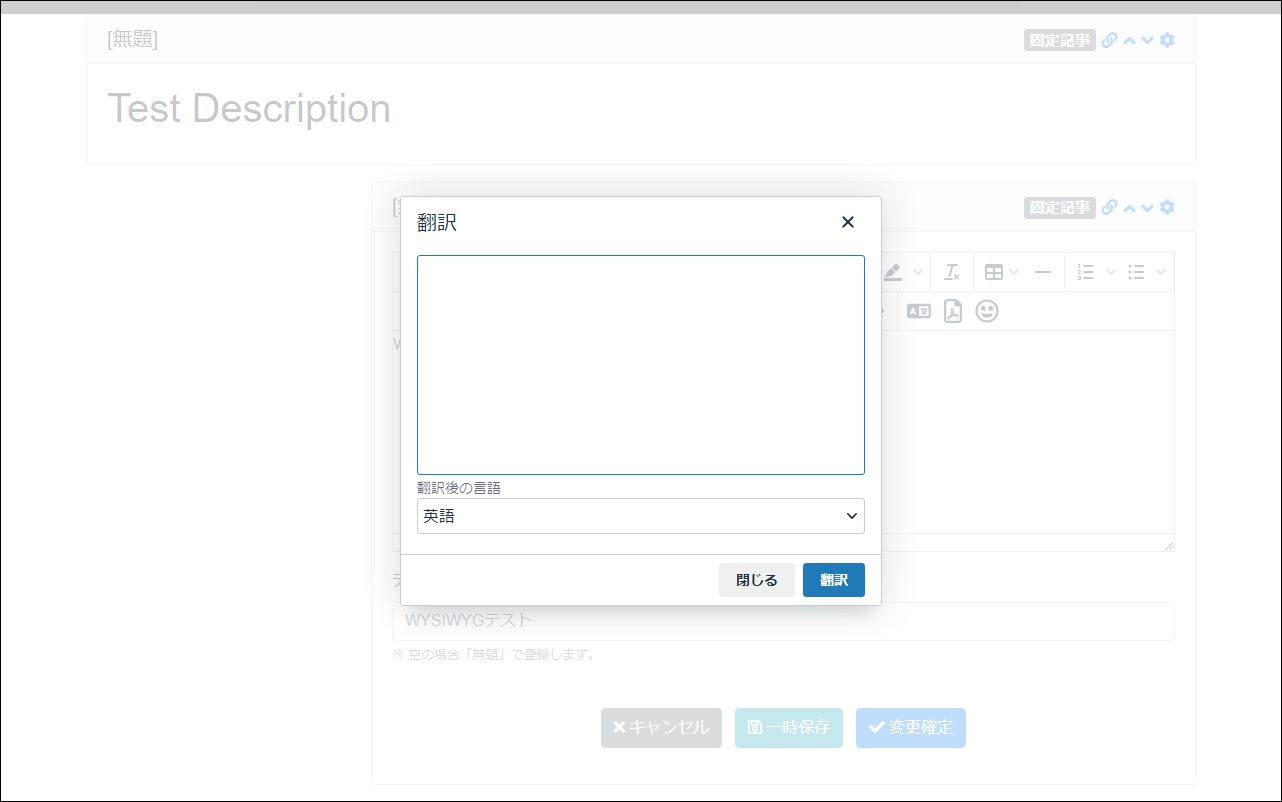 [無題]
固定記事
Test Description
固定記事
翻訳
翻訳後の言語
英語
閉じる
翻訳
WYSIWYGテスト
※ 空の場合「無題」で登録します。
キャンセル
一時保存
変更確定